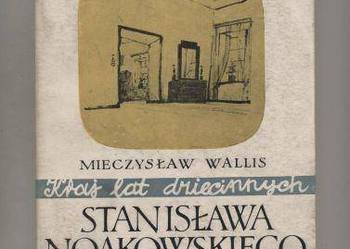 MIECZYSŁAW WALLIS
Kraj lat dziecinnych
STANISŁAWA
NOAKOWSKIEGO